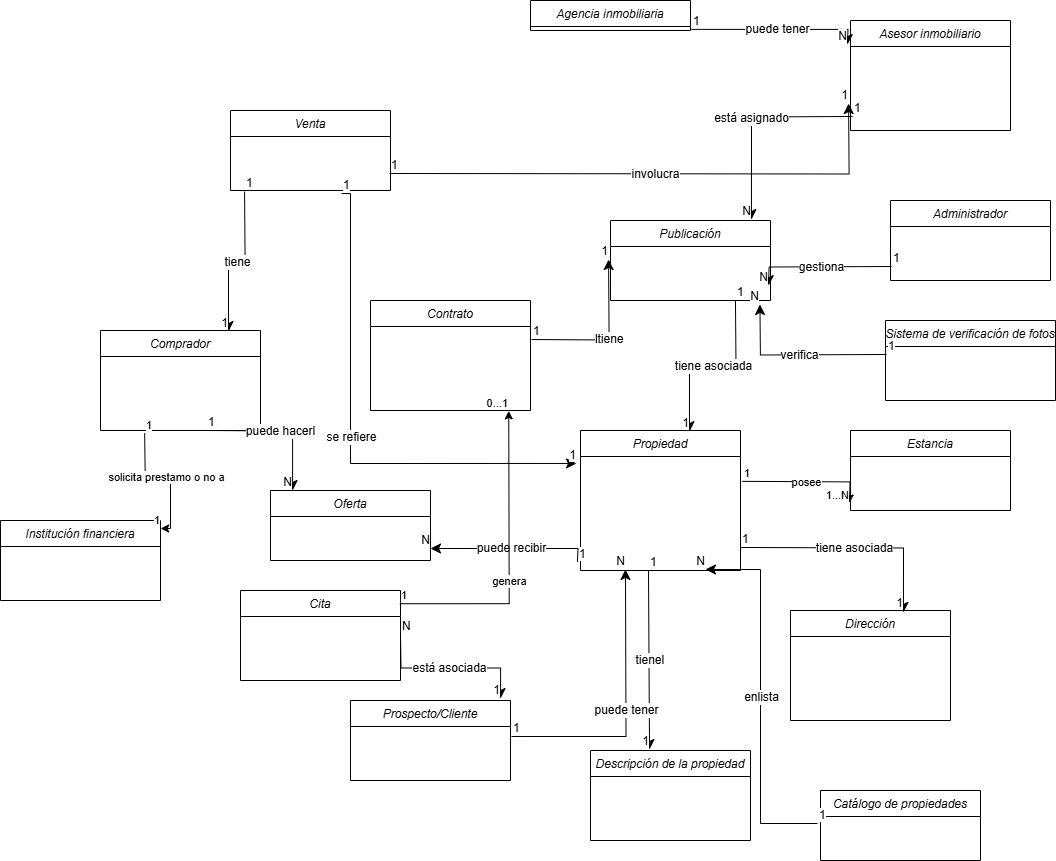 Agencia inmobiliaria
1
puede tener
N
Asesor inmobiliario
1
1
está asignado
Venta
1
involucra
1
1
N
Publicación
Administrador
1
gestiona
N
1
N
1
tiene
Contrato
1
ltiene
Sistema de verificación de fotos
1
verifica
1
Comprador
tiene asociada
0...1
1
1
1
puede hacerl
se refiere
Propiedad
Estancia
1
1
posee
1...N
solicita prestamo o no a
N
Oferta
1
Institución financiera
N
puede recibir
1
1
tiene asociada
N
1
N
genera
Cita
1
N
1
Dirección
está asociada
tienel
1
enlista
Prospecto/Cliente
puede tener
1
1
Descripción de la propiedad
Catálogo de propiedades
1